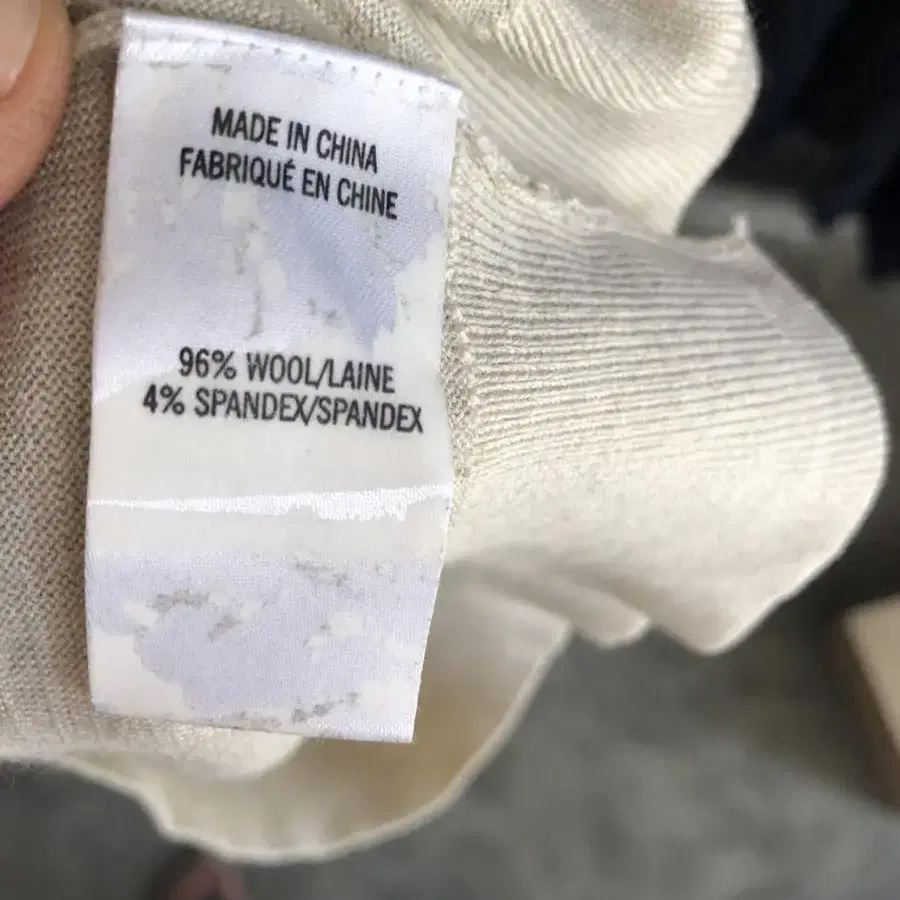 MADE IN CHINA
FABRIQUÉ EN CHINE
96% WOOL/LAINE
4% SPANDEX/SPANDEX